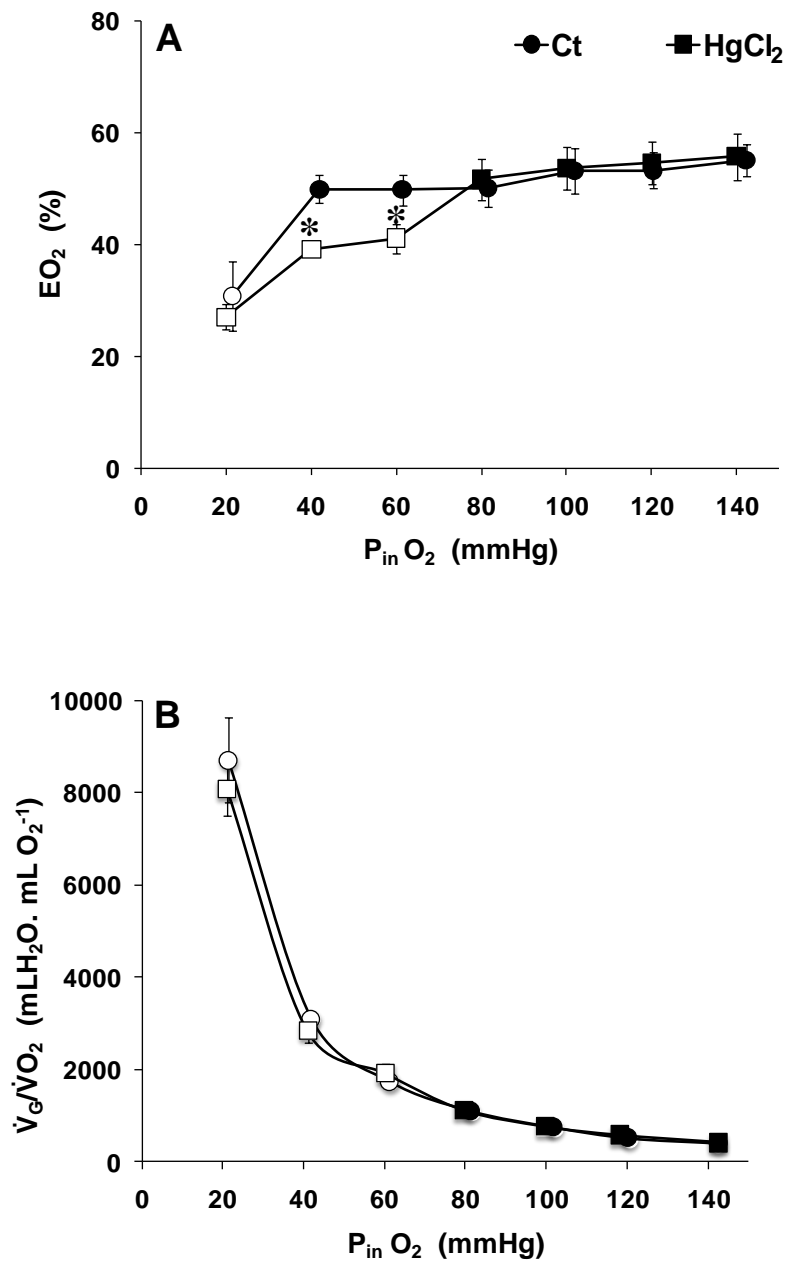 A
Ct
HgCl₂
80
60
40
20
0
EO₂ (%)
*
*
0 20 40 60 80 100 120 140
PᵢₙO₂ (mmHg)
B
10000
8000
6000
4000
2000
0
V̇G/V̇O₂ (mLH₂O. mL O₂⁻¹)
0 20 40 60 80 100 120 140
Pᵢₙ O₂ (mmHg)